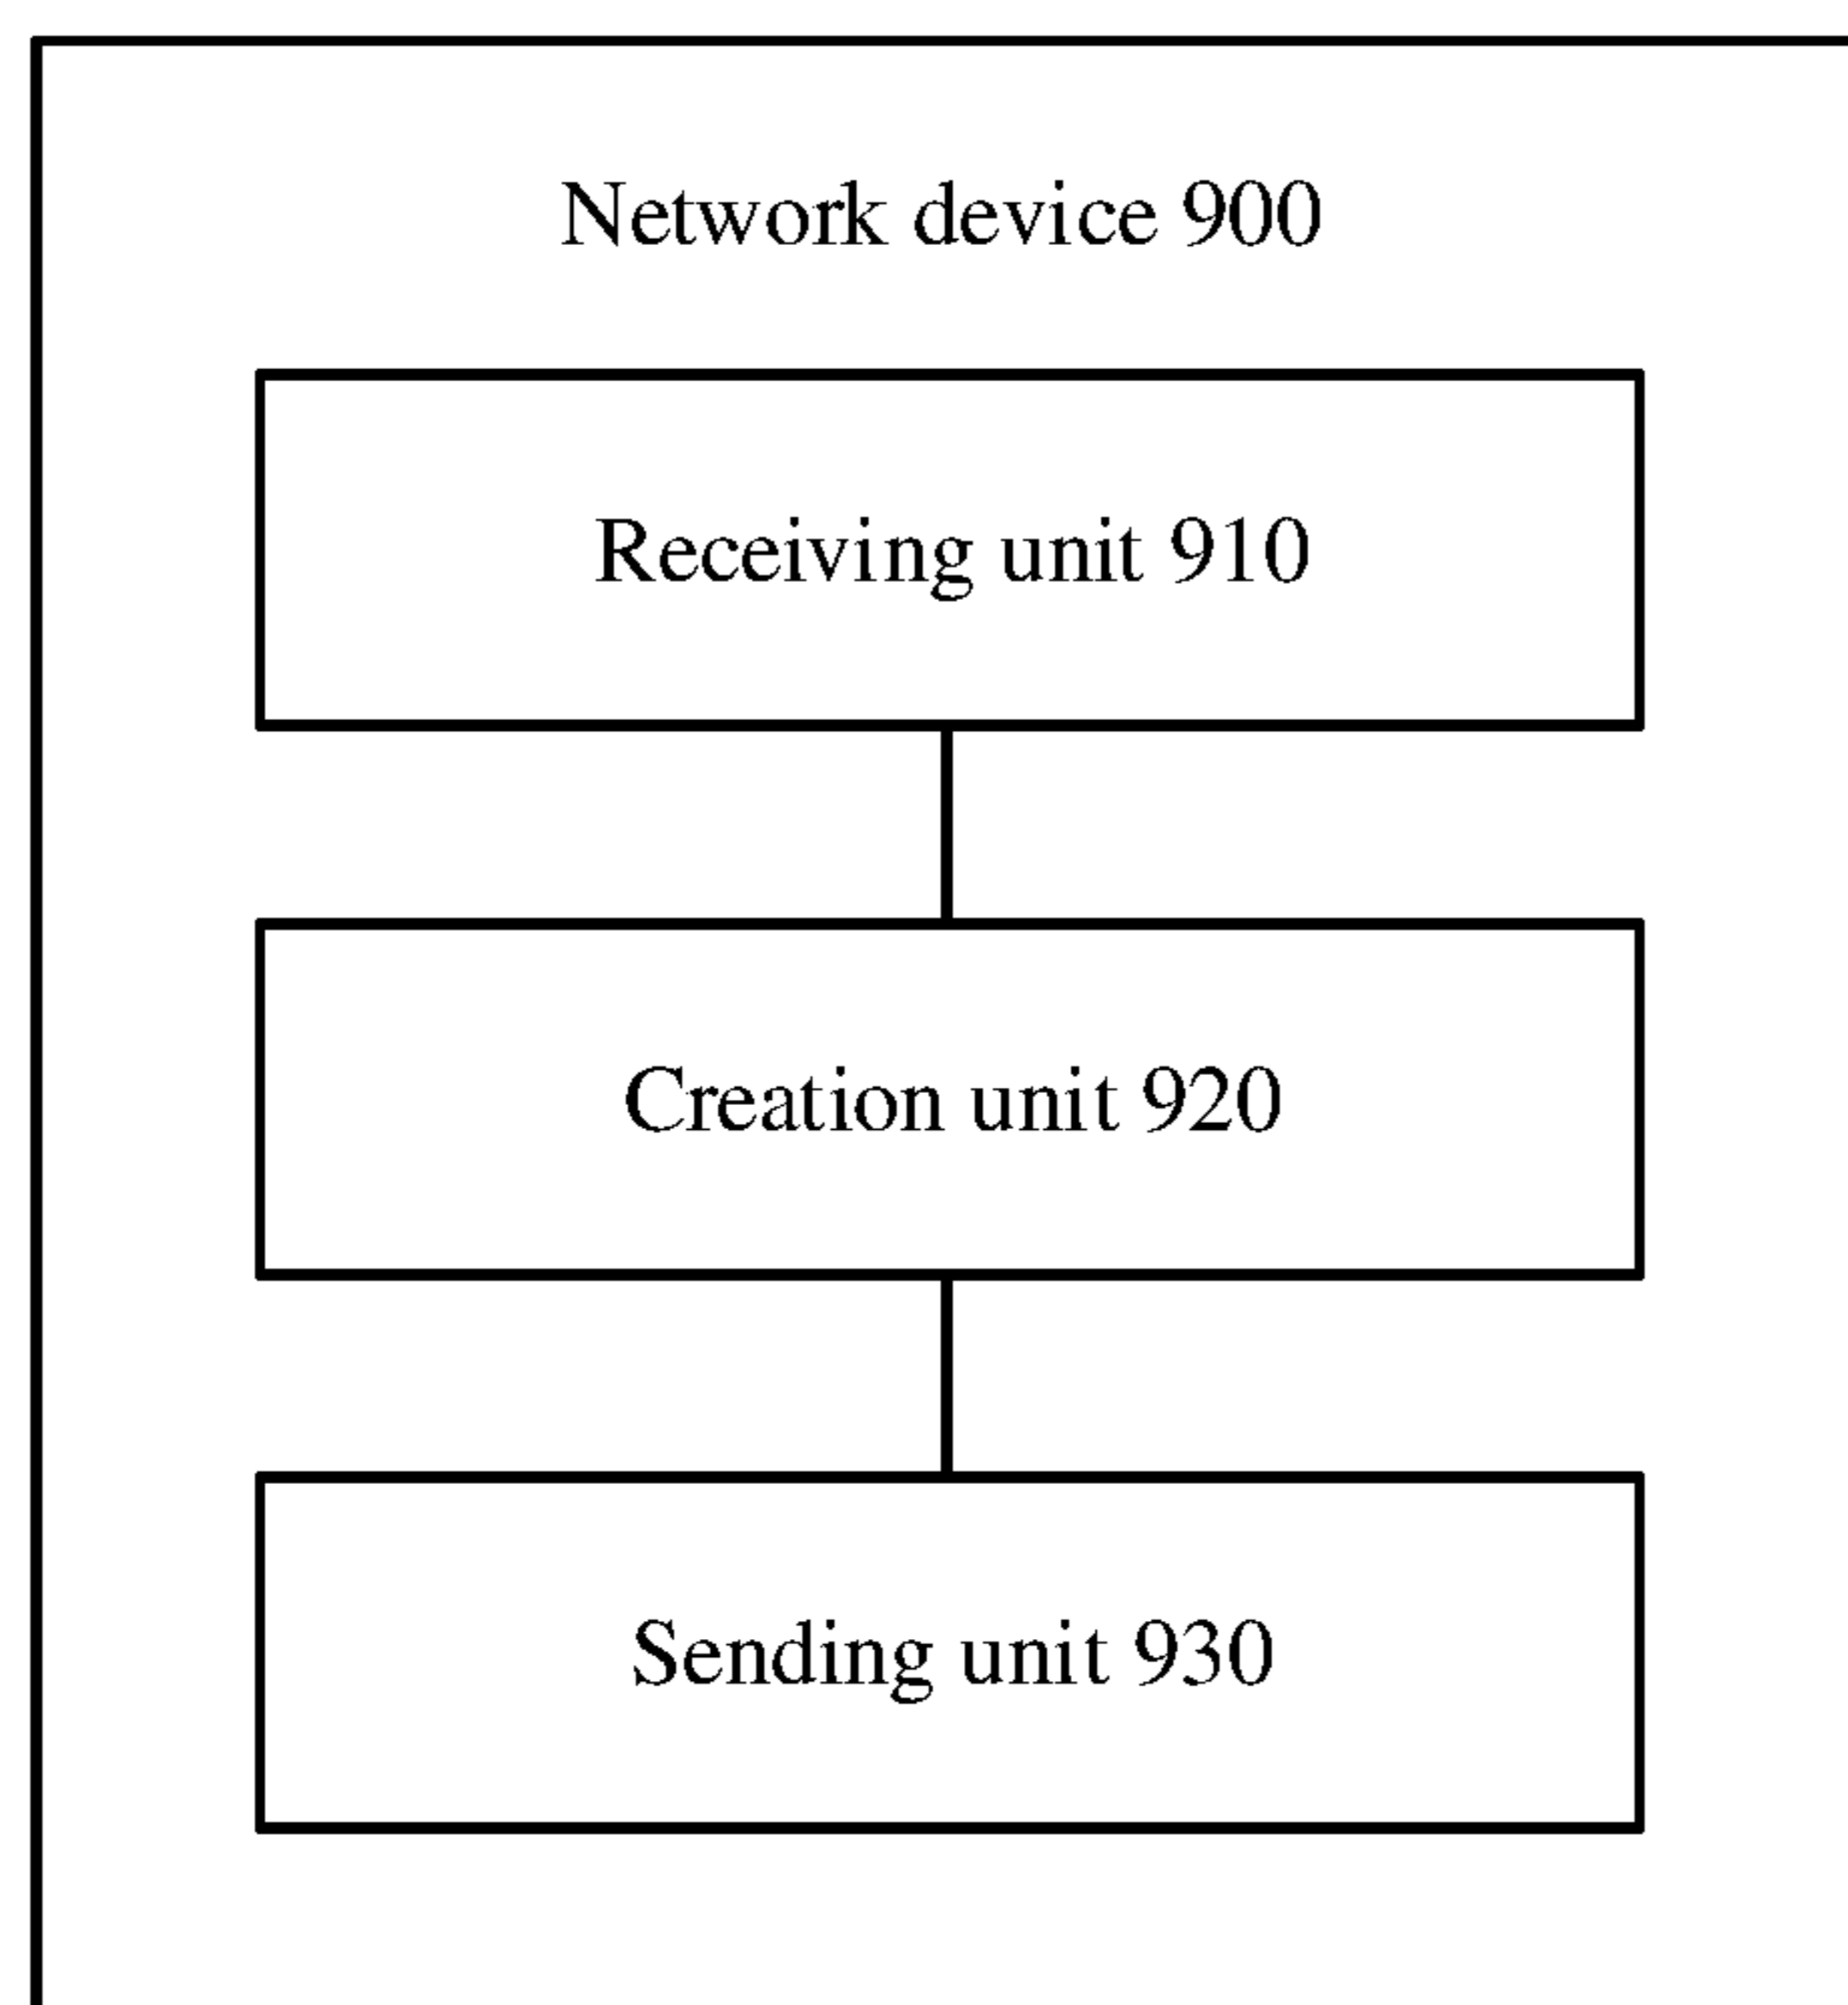 Network device 900
Receiving unit 910
Creation unit 920
Sending unit 930